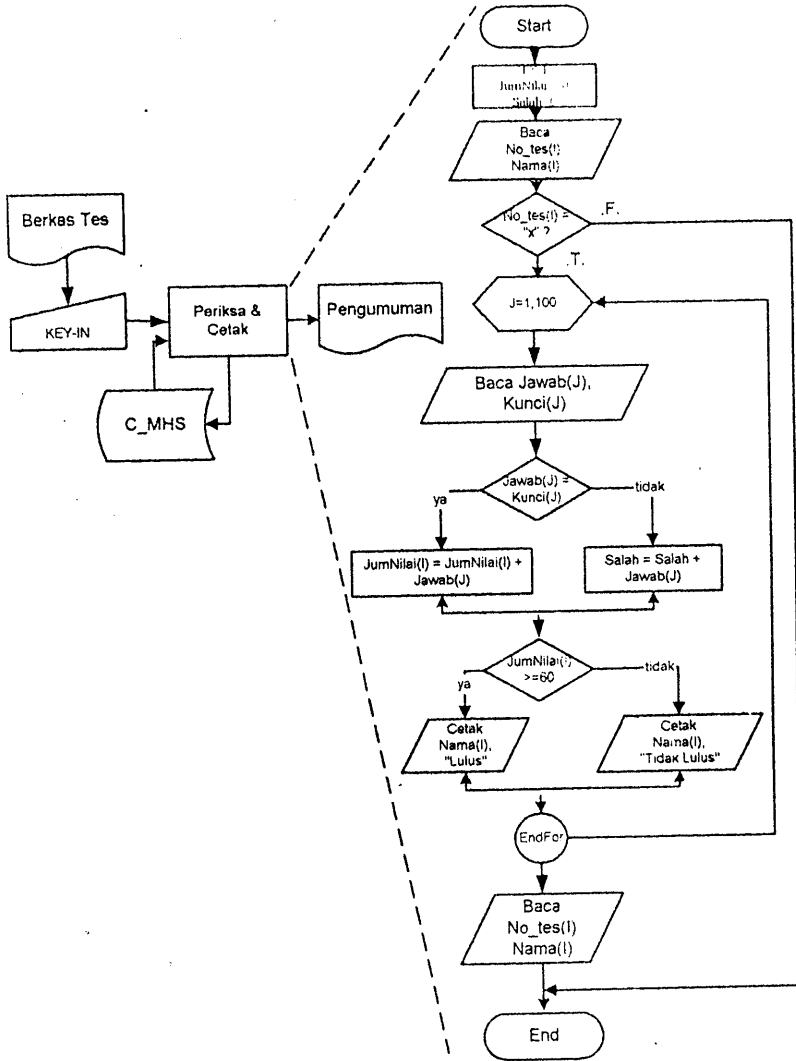 Start
JumNilai
Salah
Baca
No_tes(I)
Nama(I)
No_tes(I) =
"x" ?
.F.
.T.
J=1,100
Baca Jawab(J),
Kunci(J)
Jawab(J) =
Kunci(J)
ya
tidak
JumNilai(I) = JumNilai(I) +
Jawab(J)
Salah = Salah +
Jawab(J)
JumNilai(I)
>=60
ya
tidak
Cetak
Nama(I),
"Lulus"
Cetak
Nama(I),
"Tidak Lulus"
EndFor
Baca
No_tes(I)
Nama(I)
End
Berkas Tes
KEY-IN
Periksa &
Cetak
Pengumuman
C_MHS